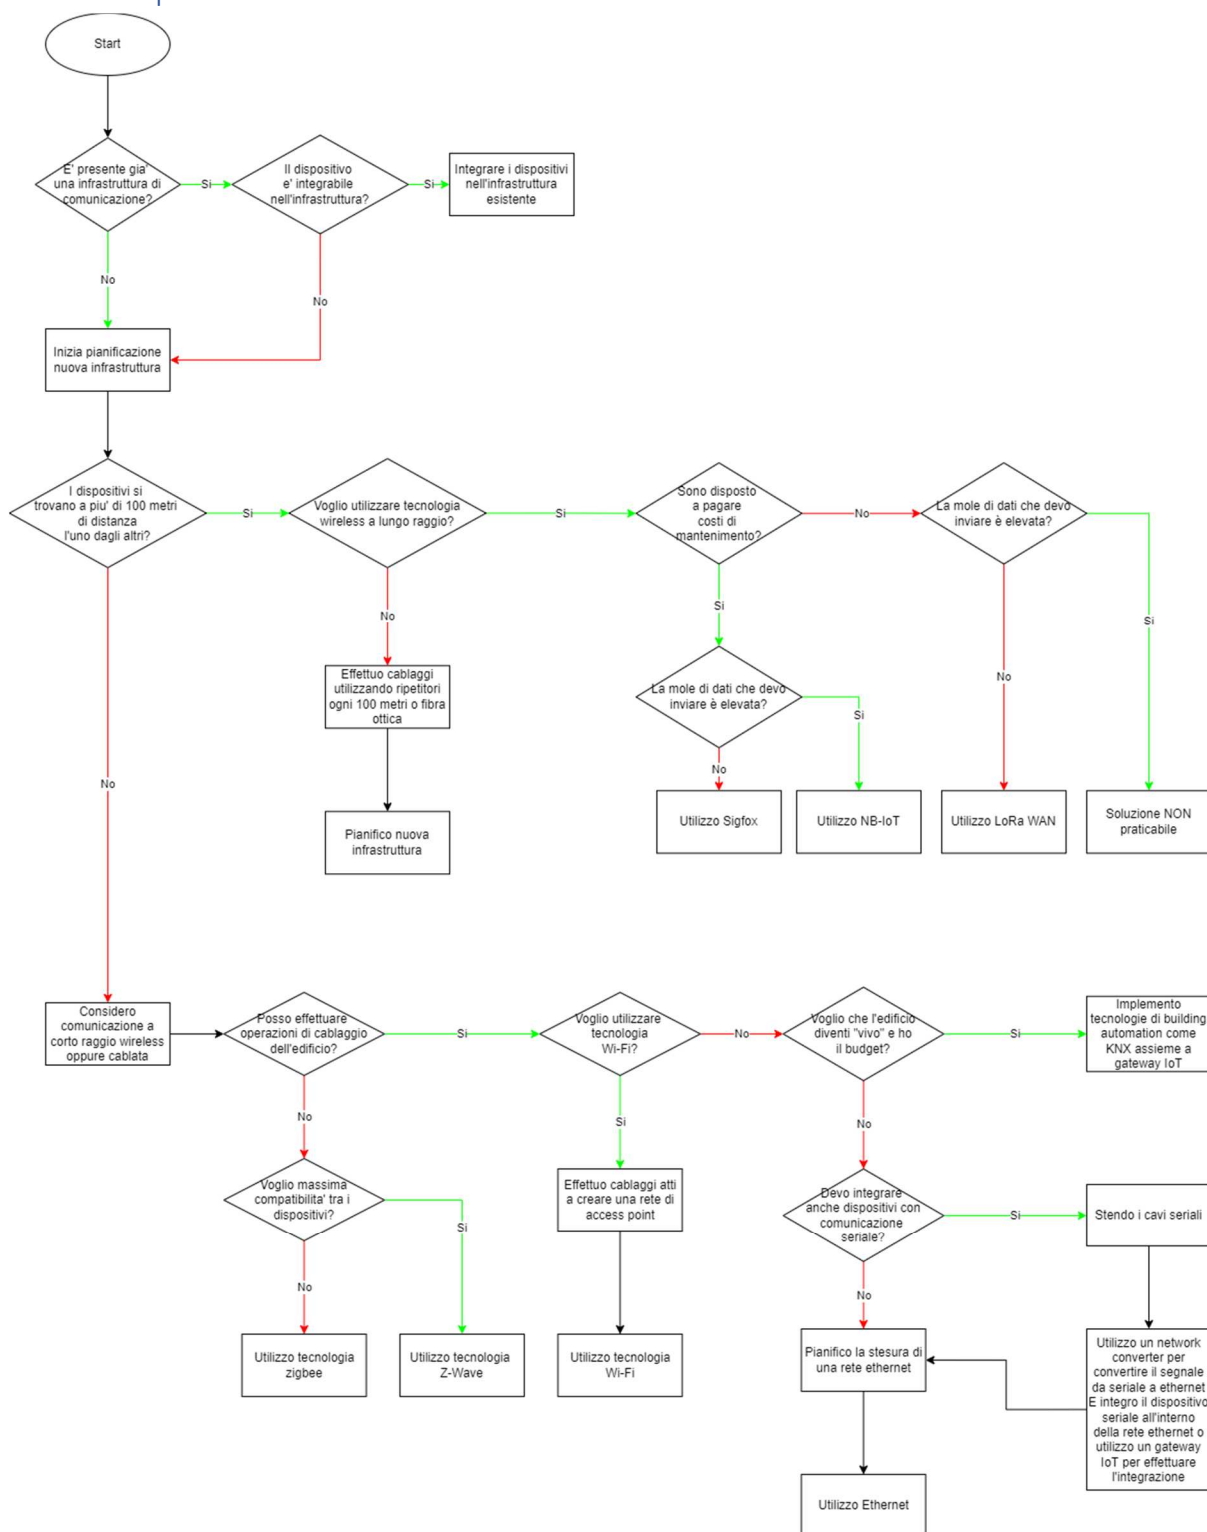 Start
E' presente gia'
una infrastruttura di
comunicazione?
Si
Il dispositivo
e' integrabile
nell'infrastruttura?
Si
Integrare i dispositivi
nell'infrastruttura
esistente
No
No
Inizia pianificazione
nuova infrastruttura
I dispositivi si
trovano a piu' di 100 metri
di distanza
l'uno dagli altri?
Si
Voglio utilizzare tecnologia
wireless a lungo raggio?
Si
Sono disposto
a pagare
costi di
mantenimento?
No
La mole di dati che devo
inviare è elevata?
No
Si
Si
Effettuo cablaggi
utilizzando ripetitori
ogni 100 metri o fibra
ottica
La mole di dati che devo
inviare è elevata?
No
Si
No
No
Pianifico nuova
infrastruttura
Utilizzo Sigfox
Utilizzo NB-IoT
Utilizzo LoRa WAN
Soluzione NON
praticabile
Considero
comunicazione a
corto raggio wireless
oppure cablata
Posso effettuare
operazioni di cablaggio
dell'edificio?
Si
Voglio utilizzare
tecnologia
Wi-Fi?
No
Voglio che l'edificio
diventi "vivo" e ho
il budget?
Si
Implemento
tecnologie di building
automation come
KNX assieme a
gateway IoT
No
Si
No
Voglio massima
compatibilita' tra i
dispositivi?
Si
Effettuo cablaggi atti
a creare una rete di
access point
Devo integrare
anche dispositivi con
comunicazione
seriale?
Si
Stendo i cavi seriali
No
No
Utilizzo tecnologia
zigbee
Utilizzo tecnologia
Z-Wave
Utilizzo tecnologia
Wi-Fi
Pianifico la stesura di
una rete ethernet
Utilizzo un network
converter per
convertire il segnale
da seriale a ethernet
E integro il dispositivo
seriale all'interno
della rete ethernet o
utilizzo un gateway
IoT per effettuare
l'integrazione
Utilizzo Ethernet